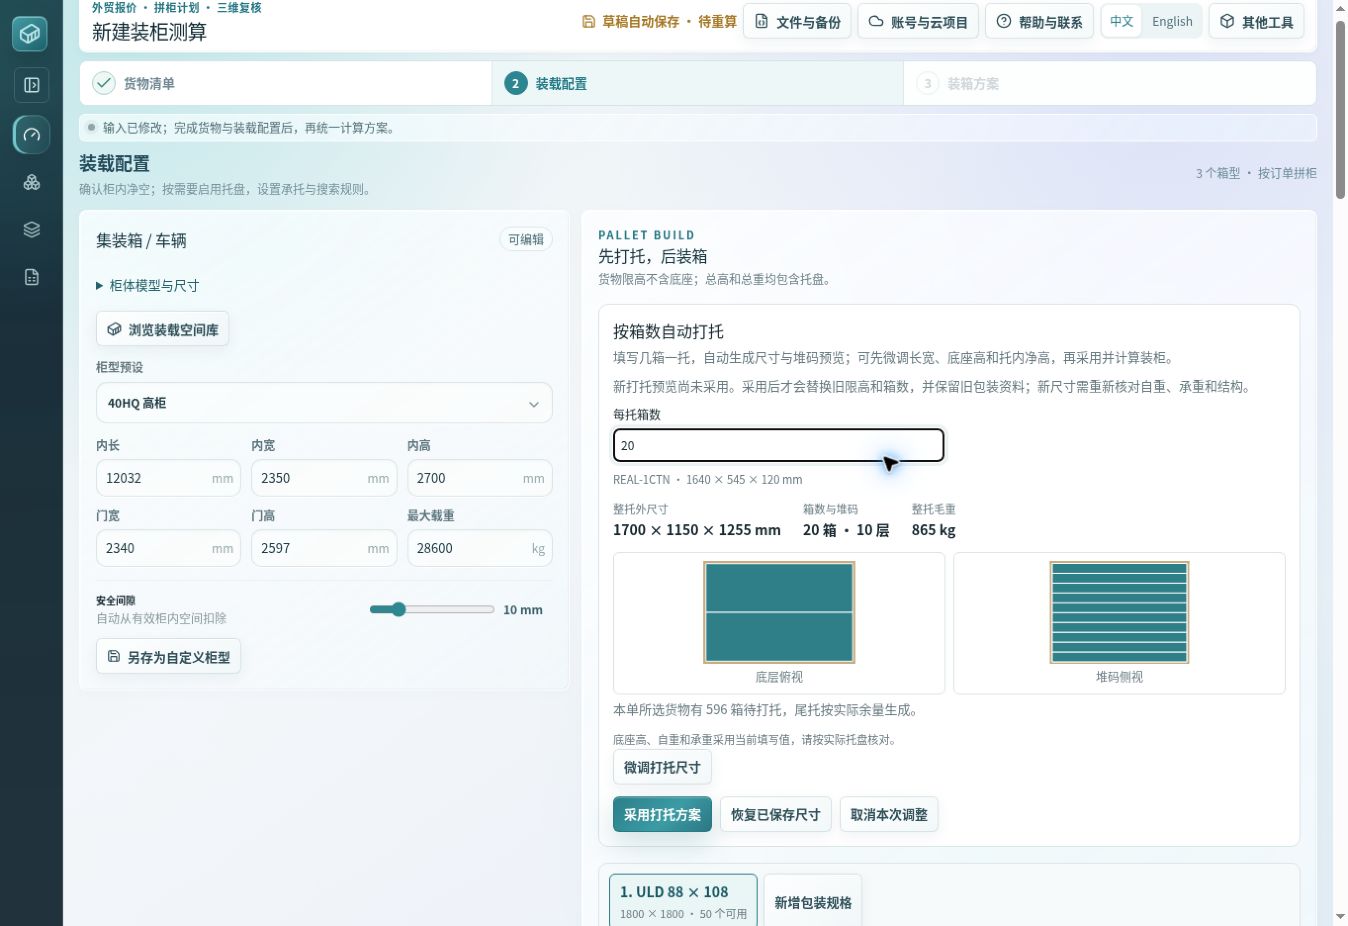 外贸报价 • 拼柜计划 • 三维复核
新建装柜测算
草稿自动保存 • 待重算
文件与备份
账号与云项目
帮助与联系
中文
English
其他工具
货物清单
2 装载配置
3 装箱方案
输入已修改；完成货物与装载配置后，再统一计算方案。
装载配置
确认柜内净空；按需要启用托盘，设置承托与搜索规则。
3 个箱型 • 按订单拼柜
集装箱 / 车辆
可编辑
柜体模型与尺寸
浏览装载空间库
柜型预设
40HQ 高柜
内长 内宽 内高
12032 mm 2350 mm 2700 mm
门宽 门高 最大载重
2340 mm 2597 mm 28600 kg
安全间隙
自动从有效柜内空间扣除
10 mm
另存为自定义柜型
PALLET BUILD
先打托，后装箱
货物限高不含底座；总高和总重均包含托盘。
按箱数自动打托
填写几箱一托，自动生成尺寸与堆码预览；可先微调长宽、底座高和托内净高，再采用并计算装柜。
新打托预览尚未采用。采用后才会替换旧限高和箱数，并保留旧包装资料；新尺寸需重新核对自重、承重和结构。
每托箱数
20
REAL-1CTN • 1640 × 545 × 120 mm
整托外尺寸 箱数与堆码 整托毛重
1700 × 1150 × 1255 mm 20 箱 • 10 层 865 kg
底层俯视
堆码侧视
本单所选货物有 596 箱待打托，尾托按实际余量生成。
底座高、自重和承重采用当前填写值，请按实际托盘核对。
微调打托尺寸
采用打托方案
恢复已保存尺寸
取消本次调整
1. ULD 88 × 108
1800 × 1800 • 50 个可用
新增包装规格